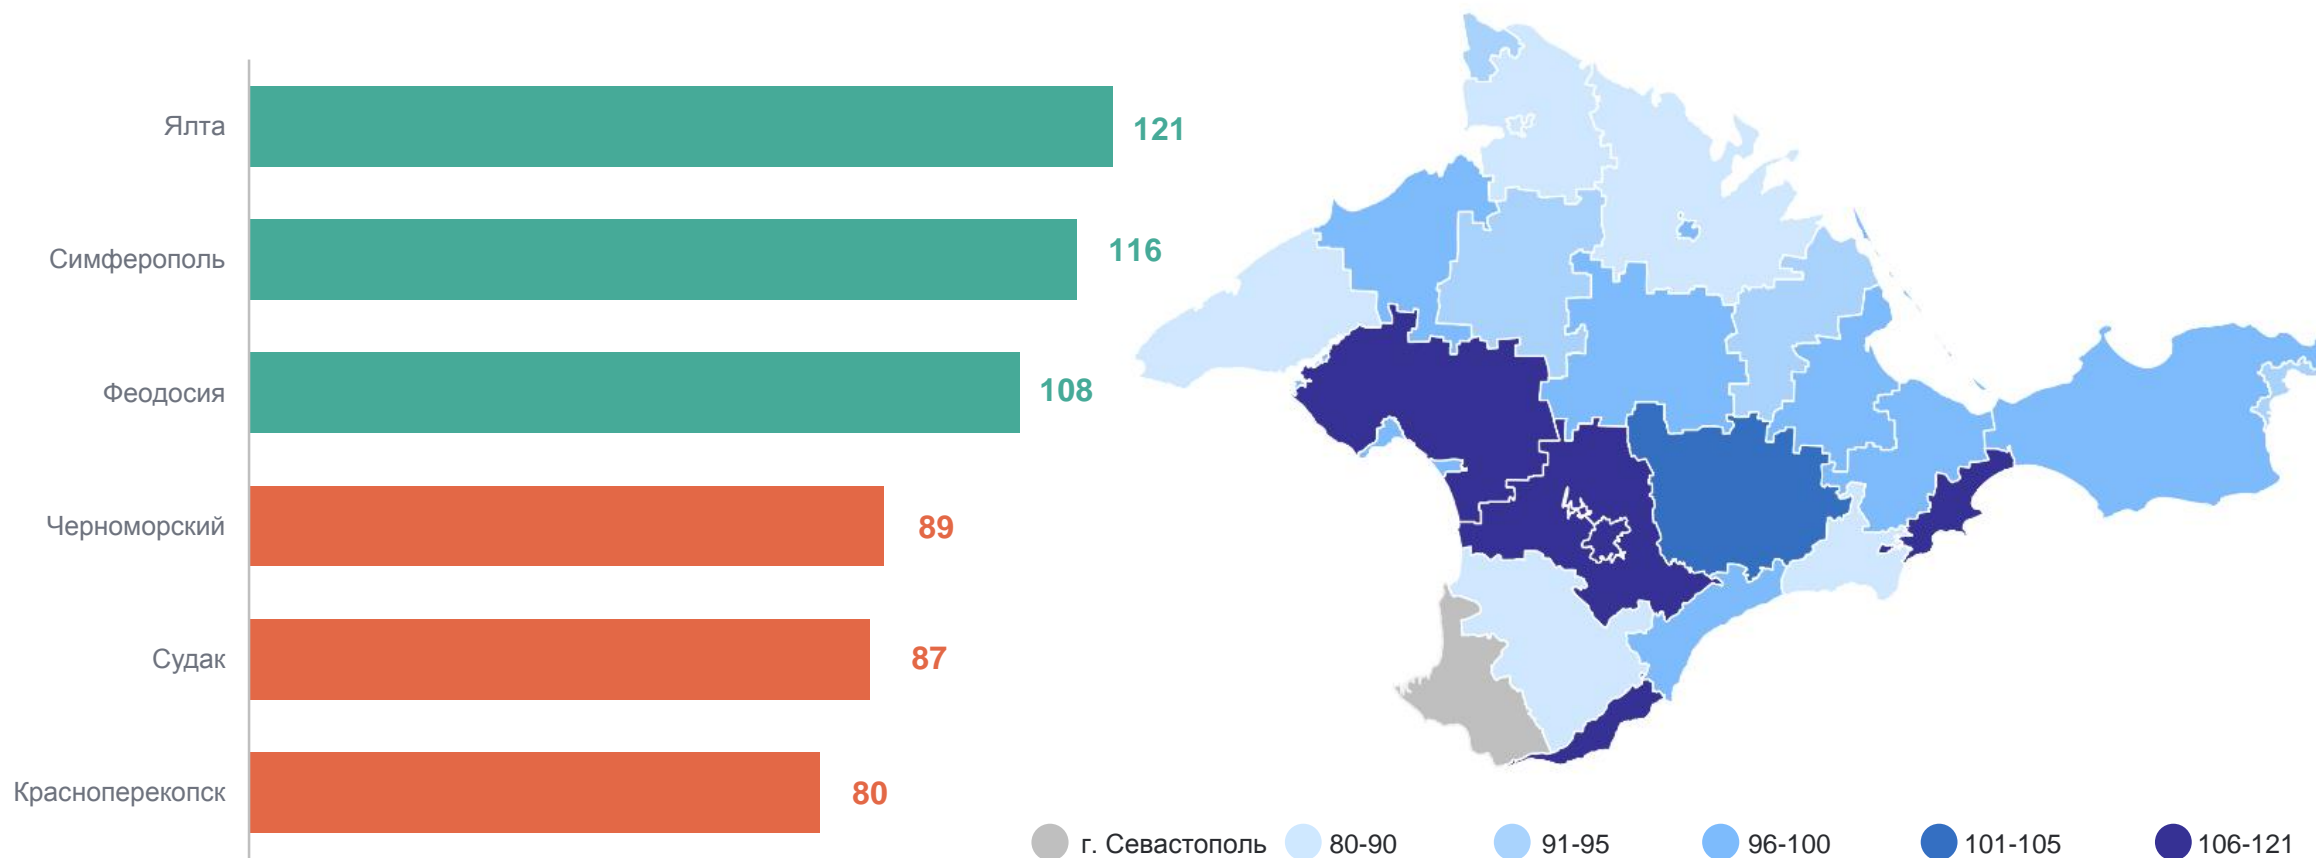 Ялта 121
Симферополь 116
Феодосия 108
Черноморский 89
Судак 87
Красноперекопск 80
г. Севастополь 80-90 91-95 96-100 101-105 106-121